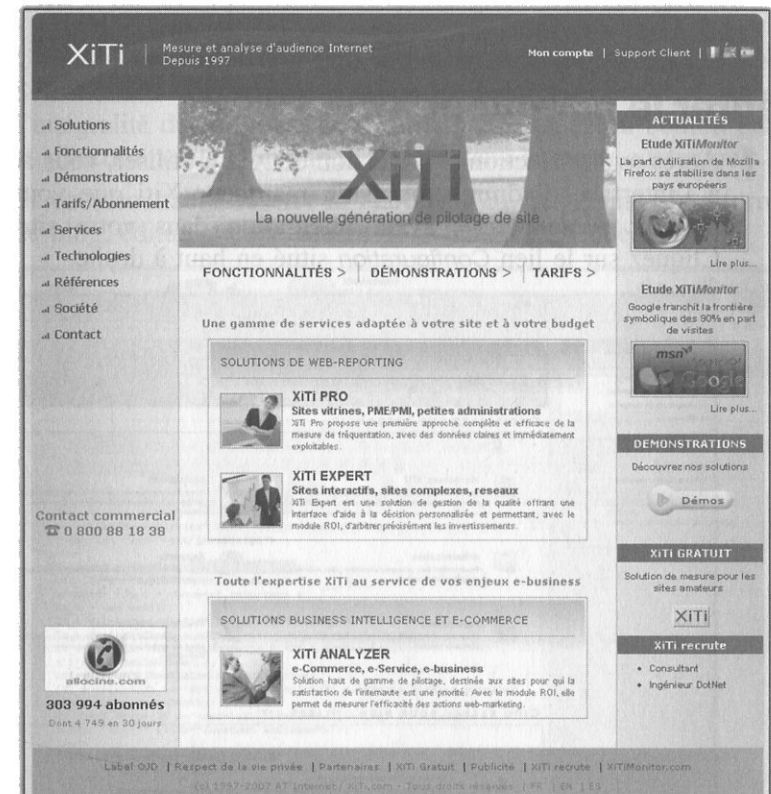 XiTi
Mesure et analyse d'audience Internet
Depuis 1997
Mon compte | Support Client |
Solutions
Fonctionnalités
Démonstrations
Tarifs/Abonnement
Services
Technologies
Références
Société
Contact
Contact commercial
0 800 88 18 38
allocine.com
303 994 abonnés
Dont 4 749 en 30 jours
XiTi
La nouvelle génération de pilotage de site
FONCTIONNALITÉS > | DÉMONSTRATIONS > | TARIFS >
Une gamme de services adaptée à votre site et à votre budget
SOLUTIONS DE WEB-REPORTING
XiTi PRO
Sites vitrines, PME/PMI, petites administrations
XiTi Pro propose une première approche complète et efficace de la
mesure de fréquentation, avec des données claires et immédiatement
exploitables.
XiTi EXPERT
Sites interactifs, sites complexes, reseaux
XiTi Expert est une solution de gestion de la qualité offrant une
interface d'aide à la décision personnalisée et permettant, avec le
module ROI, d'arbitrer précisément les investissements.
Toute l'expertise XiTi au service de vos enjeux e-business
SOLUTIONS BUSINESS INTELLIGENCE ET E-COMMERCE
XiTi ANALYZER
e-Commerce, e-Service, e-business
Solution haut de gamme de pilotage, destinée aux sites pour qui la
satisfaction de l'internaute est une priorité. Avec le module ROI, elle
permet de mesurer l'efficacité des actions web-marketing.
ACTUALITÉS
Etude XiTiMonitor
La part d'utilisation de Mozilla
Firefox se stabilise dans les
pays européens
Lire plus...
Etude XiTiMonitor
Google franchit la frontière
symbolique des 90% en part
de visites
msn
Google
Lire plus...
DEMONSTRATIONS
Découvrez nos solutions
Démos
XiTi GRATUIT
Solution de mesure pour les
sites amateurs
XiTi
XiTi recrute
• Consultant
• Ingénieur DotNet
Label OJD | Respect de la vie privée | Partenaires | XiTi Gratuit | Publicité | XiTi recrute | XiTiMonitor.com
(c) 1997-2007 AT Internet / XiTi.com - Tous droits réservés | FR | EN | ES